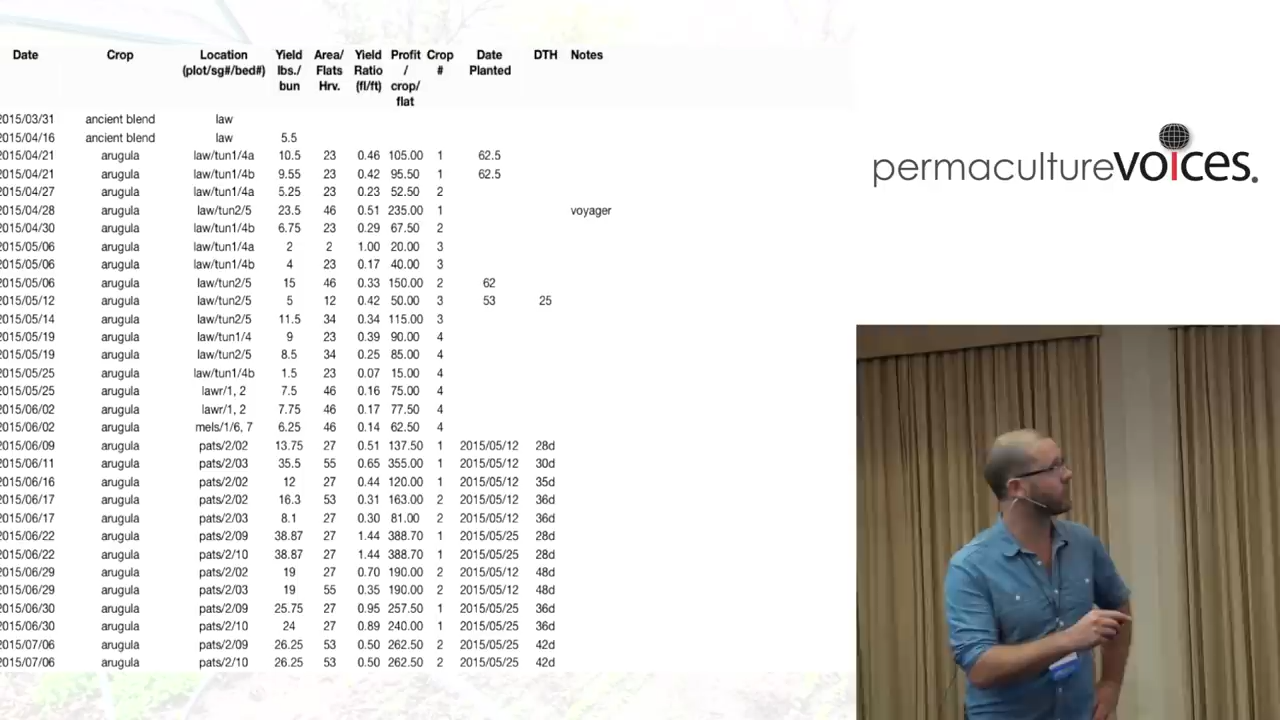 Date Crop Location (plot/sg#/bed#) Yield lbs./ bun Area/ Flats Hrv. Yield Ratio (fl/ft) Profit / crop/ flat Crop # Date Planted DTH Notes
2015/03/31 ancient blend law
2015/04/16 ancient blend law 5.5
2015/04/21 arugula law/tun1/4a 10.5 23 0.46 105.00 1 62.5
2015/04/21 arugula law/tun1/4b 9.55 23 0.42 95.50 1 62.5
2015/04/27 arugula law/tun1/4a 5.25 23 0.23 52.50 2
2015/04/28 arugula law/tun2/5 23.5 46 0.51 235.00 1 voyager
2015/04/30 arugula law/tun1/4b 6.75 23 0.29 67.50 2
2015/05/06 arugula law/tun1/4a 2 2 1.00 20.00 3
2015/05/06 arugula law/tun1/4b 4 23 0.17 40.00 3
2015/05/06 arugula law/tun2/5 15 46 0.33 150.00 2 62
2015/05/12 arugula law/tun2/5 5 12 0.42 50.00 3 53 25
2015/05/14 arugula law/tun2/5 11.5 34 0.34 115.00 3
2015/05/19 arugula law/tun1/4 9 23 0.39 90.00 4
2015/05/19 arugula law/tun2/5 8.5 34 0.25 85.00 4
2015/05/25 arugula law/tun1/4b 1.5 23 0.07 15.00 4
2015/05/25 arugula lawr/1, 2 7.5 46 0.16 75.00 4
2015/06/02 arugula lawr/1, 2 7.75 46 0.17 77.50 4
2015/06/02 arugula mels/1/6, 7 6.25 46 0.14 62.50 4
2015/06/09 arugula pats/2/02 13.75 27 0.51 137.50 1 2015/05/12 28d
2015/06/11 arugula pats/2/03 35.5 55 0.65 355.00 1 2015/05/12 30d
2015/06/16 arugula pats/2/02 12 27 0.44 120.00 1 2015/05/12 35d
2015/06/17 arugula pats/2/02 16.3 53 0.31 163.00 2 2015/05/12 36d
2015/06/17 arugula pats/2/03 8.1 27 0.30 81.00 2 2015/05/12 36d
2015/06/22 arugula pats/2/09 38.87 27 1.44 388.70 1 2015/05/25 28d
2015/06/22 arugula pats/2/10 38.87 27 1.44 388.70 1 2015/05/25 28d
2015/06/29 arugula pats/2/02 19 27 0.70 190.00 2 2015/05/12 48d
2015/06/29 arugula pats/2/03 19 55 0.35 190.00 2 2015/05/12 48d
2015/06/30 arugula pats/2/09 25.75 27 0.95 257.50 1 2015/05/25 36d
2015/06/30 arugula pats/2/10 24 27 0.89 240.00 1 2015/05/25 36d
2015/07/06 arugula pats/2/09 26.25 53 0.50 262.50 2 2015/05/25 42d
2015/07/06 arugula pats/2/10 26.25 53 0.50 262.50 2 2015/05/25 42d
permaculturevoices.